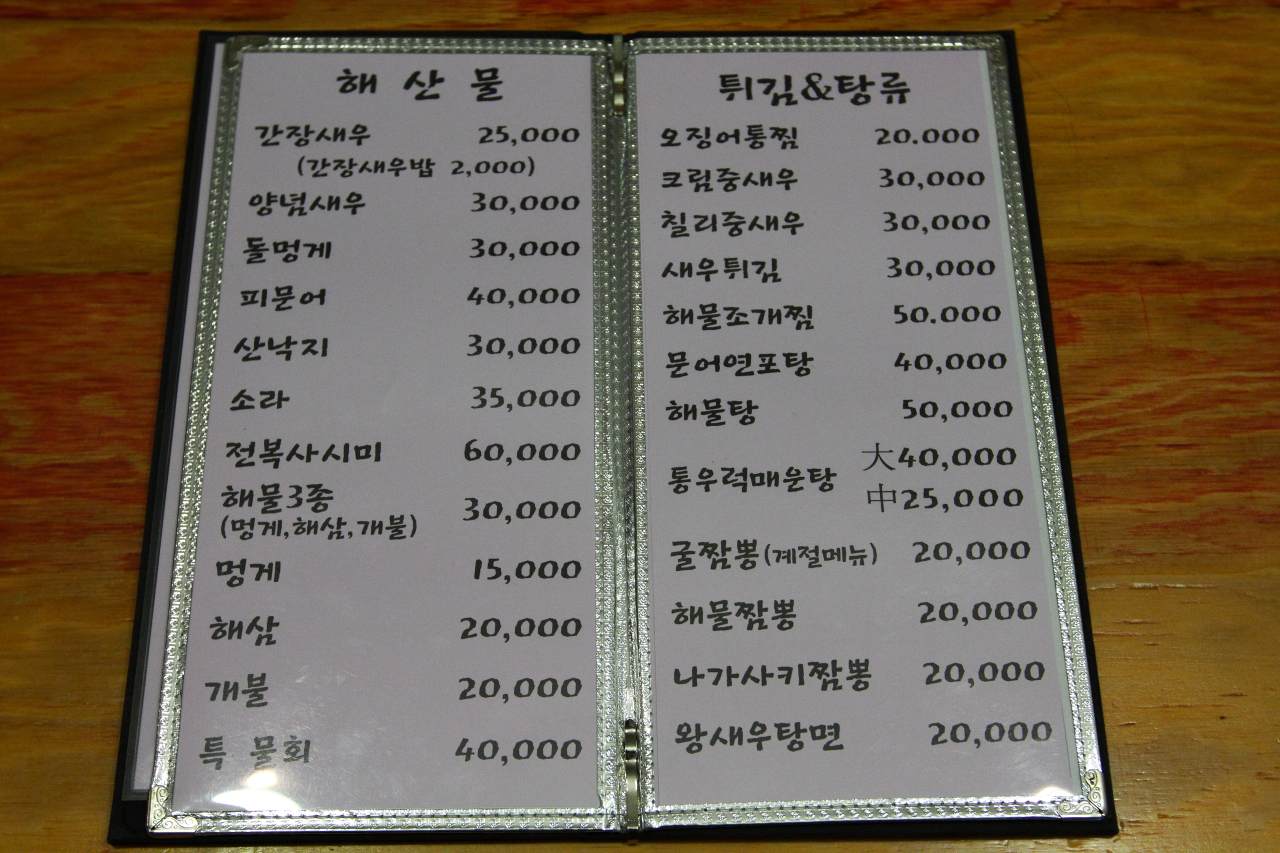 해 산 물
간장새우 25,000
(간장새우밥 2,000)
양념새우 30,000
돌멍게 30,000
피문어 40,000
산낙지 30,000
소라 35,000
전복사시미 60,000
해물3종 30,000
(멍게,해삼,개불)
멍게 15,000
해삼 20,000
개불 20,000
특 물회 40,000
튀김&탕류
오징어통찜 20.000
크림중새우 30,000
칠리중새우 30,000
새우튀김 30,000
해물조개찜 50.000
문어연포탕 40,000
해물탕 50,000
통우럭매운탕 大40,000
中25,000
굴짬뽕(계절메뉴) 20,000
해물짬뽕 20,000
나가사키짬뽕 20,000
왕새우탕면 20,000